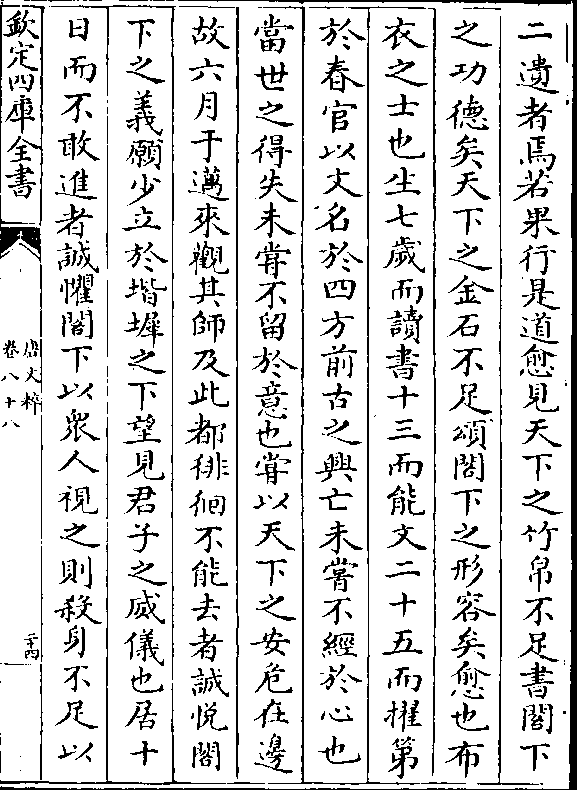 二遺者焉若果行是道愈見天下之竹帛不足書閤下
之功德矣天下之金石不足頌閤下之形容矣愈也布
衣之士也生七歲而讀書十三而能文二十五而擢第
於春官以文名於四方前古之興亡未嘗不經於心也
當世之得失未甞不留於意也甞以天下之安危在邊
故六月于邁來觀其師及此都徘徊不能去者誠悅閤
下之義願少立於堦墀之下望見君子之威儀也居十
日而不敢進者誠懼閤下以衆人視之則殺身不足以
欽定四庫全書
唐文粹
卷八十八
二十四